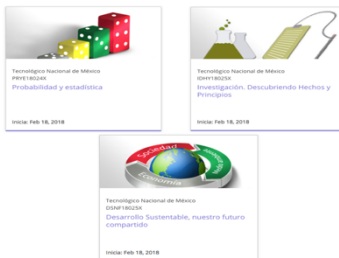 Tecnológico Nacional de México
PRYE18024X
Probabilidad y estadística
Inicia: Feb 18, 2018
Tecnológico Nacional de México
IDHY18025X
Investigación. Descubriendo Hechos y
Principios
Inicia: Feb 18, 2018
Sociedad
Economía
Tecnológico Nacional de México
DSNF18025X
Desarrollo Sustentable, nuestro futuro
compartido
Inicia: Feb 18, 2018